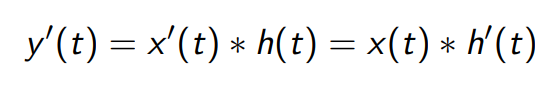 y′(t) = x′(t) ∗ h(t) = x(t) ∗ h′(t)